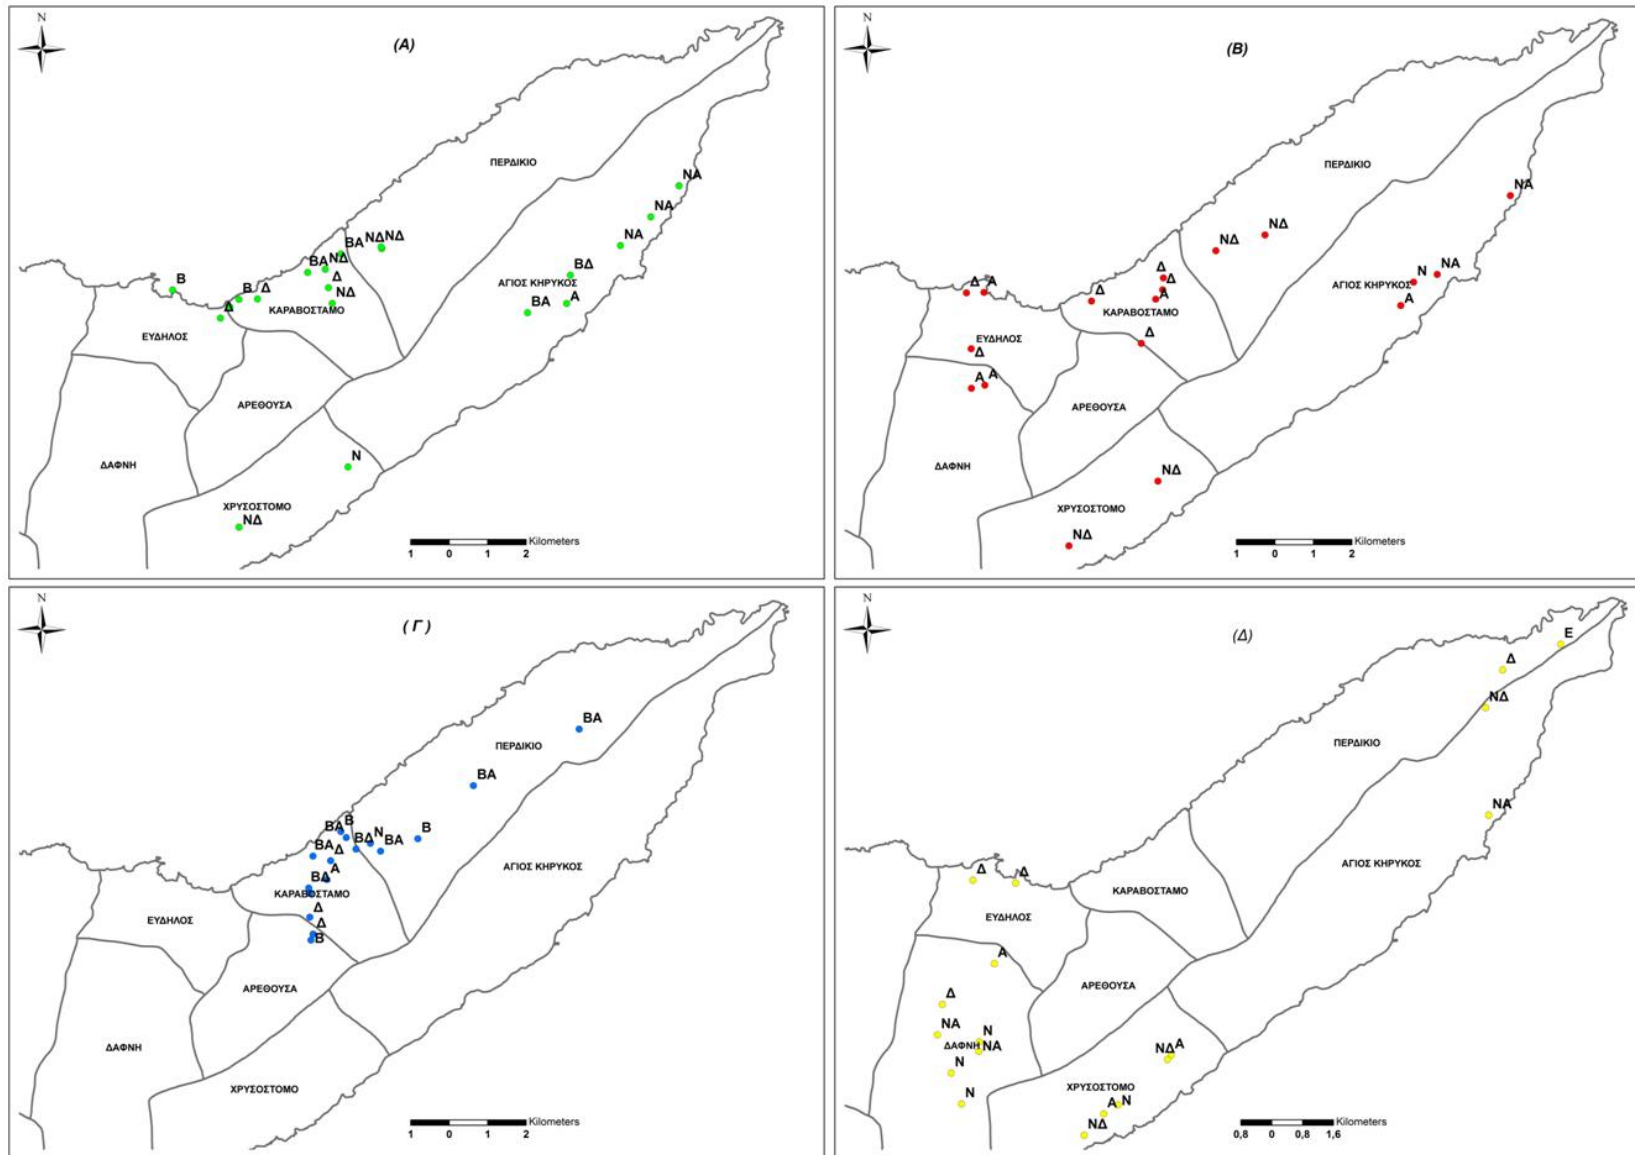 N
(A)
ΠΕΡΔΙΚΙΟ
ΝΑ
ΝΑ
ΝΑ
ΒΑ ΝΔ ΝΔ
ΒΑ ΝΔ
ΒΔ
Β
Δ
ΑΓΙΟΣ ΚΗΡΥΚΟΣ
Β Δ
ΝΔ
ΒΑ Α
Δ
ΚΑΡΑΒΟΣΤΑΜΟ
ΕΥΔΗΛΟΣ
ΑΡΕΘΟΥΣΑ
Ν
ΔΑΦΝΗ
ΧΡΥΣΟΣΤΟΜΟ
ΝΔ
1 0 1 2 Kilometers
N
(B)
ΠΕΡΔΙΚΙΟ
ΝΑ
ΝΔ
ΝΔ
Δ
Δ Α
Δ
Ν ΝΑ
ΑΓΙΟΣ ΚΗΡΥΚΟΣ
Δ
Α
Α
ΚΑΡΑΒΟΣΤΑΜΟ
Δ
ΕΥΔΗΛΟΣ
Δ
Α Α
ΑΡΕΘΟΥΣΑ
ΔΑΦΝΗ
ΝΔ
ΧΡΥΣΟΣΤΟΜΟ
ΝΔ
1 0 1 2 Kilometers
N
(Γ)
ΒΑ
ΠΕΡΔΙΚΙΟ
ΒΑ
ΒΑ Β
ΒΔ Ν
Β
ΒΑ
ΒΑ Δ
Α
ΑΓΙΟΣ ΚΗΡΥΚΟΣ
ΒΔ
ΚΑΡΑΒΟΣΤΑΜΟ
Δ
ΕΥΔΗΛΟΣ
Δ
Β
ΑΡΕΘΟΥΣΑ
ΔΑΦΝΗ
ΧΡΥΣΟΣΤΟΜΟ
1 0 1 2 Kilometers
N
(Δ)
Ε
Δ
ΝΔ
ΠΕΡΔΙΚΙΟ
ΝΑ
ΑΓΙΟΣ ΚΗΡΥΚΟΣ
Δ
Δ
ΚΑΡΑΒΟΣΤΑΜΟ
ΕΥΔΗΛΟΣ
Α
ΑΡΕΘΟΥΣΑ
Δ
ΝΑ
Ν
ΔΑΦΝΗ ΝΑ
ΝΔ Α
Ν
ΧΡΥΣΟΣΤΟΜΟ
Ν
Α Ν
ΝΔ
0,8 0 0,8 1,6 Kilometers